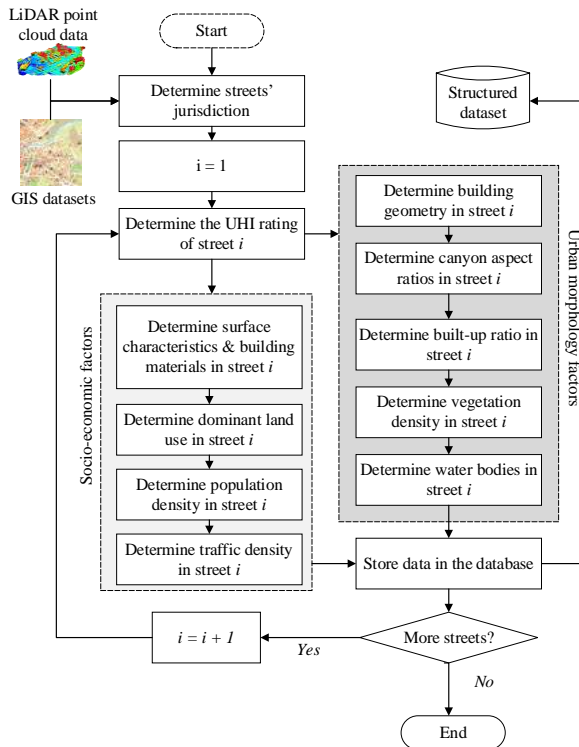 LiDAR point
cloud data
GIS datasets
Start
Determine streets'
jurisdiction
i = 1
Determine the UHI rating
of street i
Socio-economic factors
Determine surface
characteristics & building
materials in street i
Determine dominant land
use in street i
Determine population
density in street i
Determine traffic density
in street i
Structured
dataset
Urban morphology
factors
Determine building
geometry in street i
Determine canyon aspect
ratios in street i
Determine built-up ratio in
street i
Determine vegetation
density in street i
Determine water bodies in
street i
Store data in the database
More streets?
Yes
i = i + 1
No
End